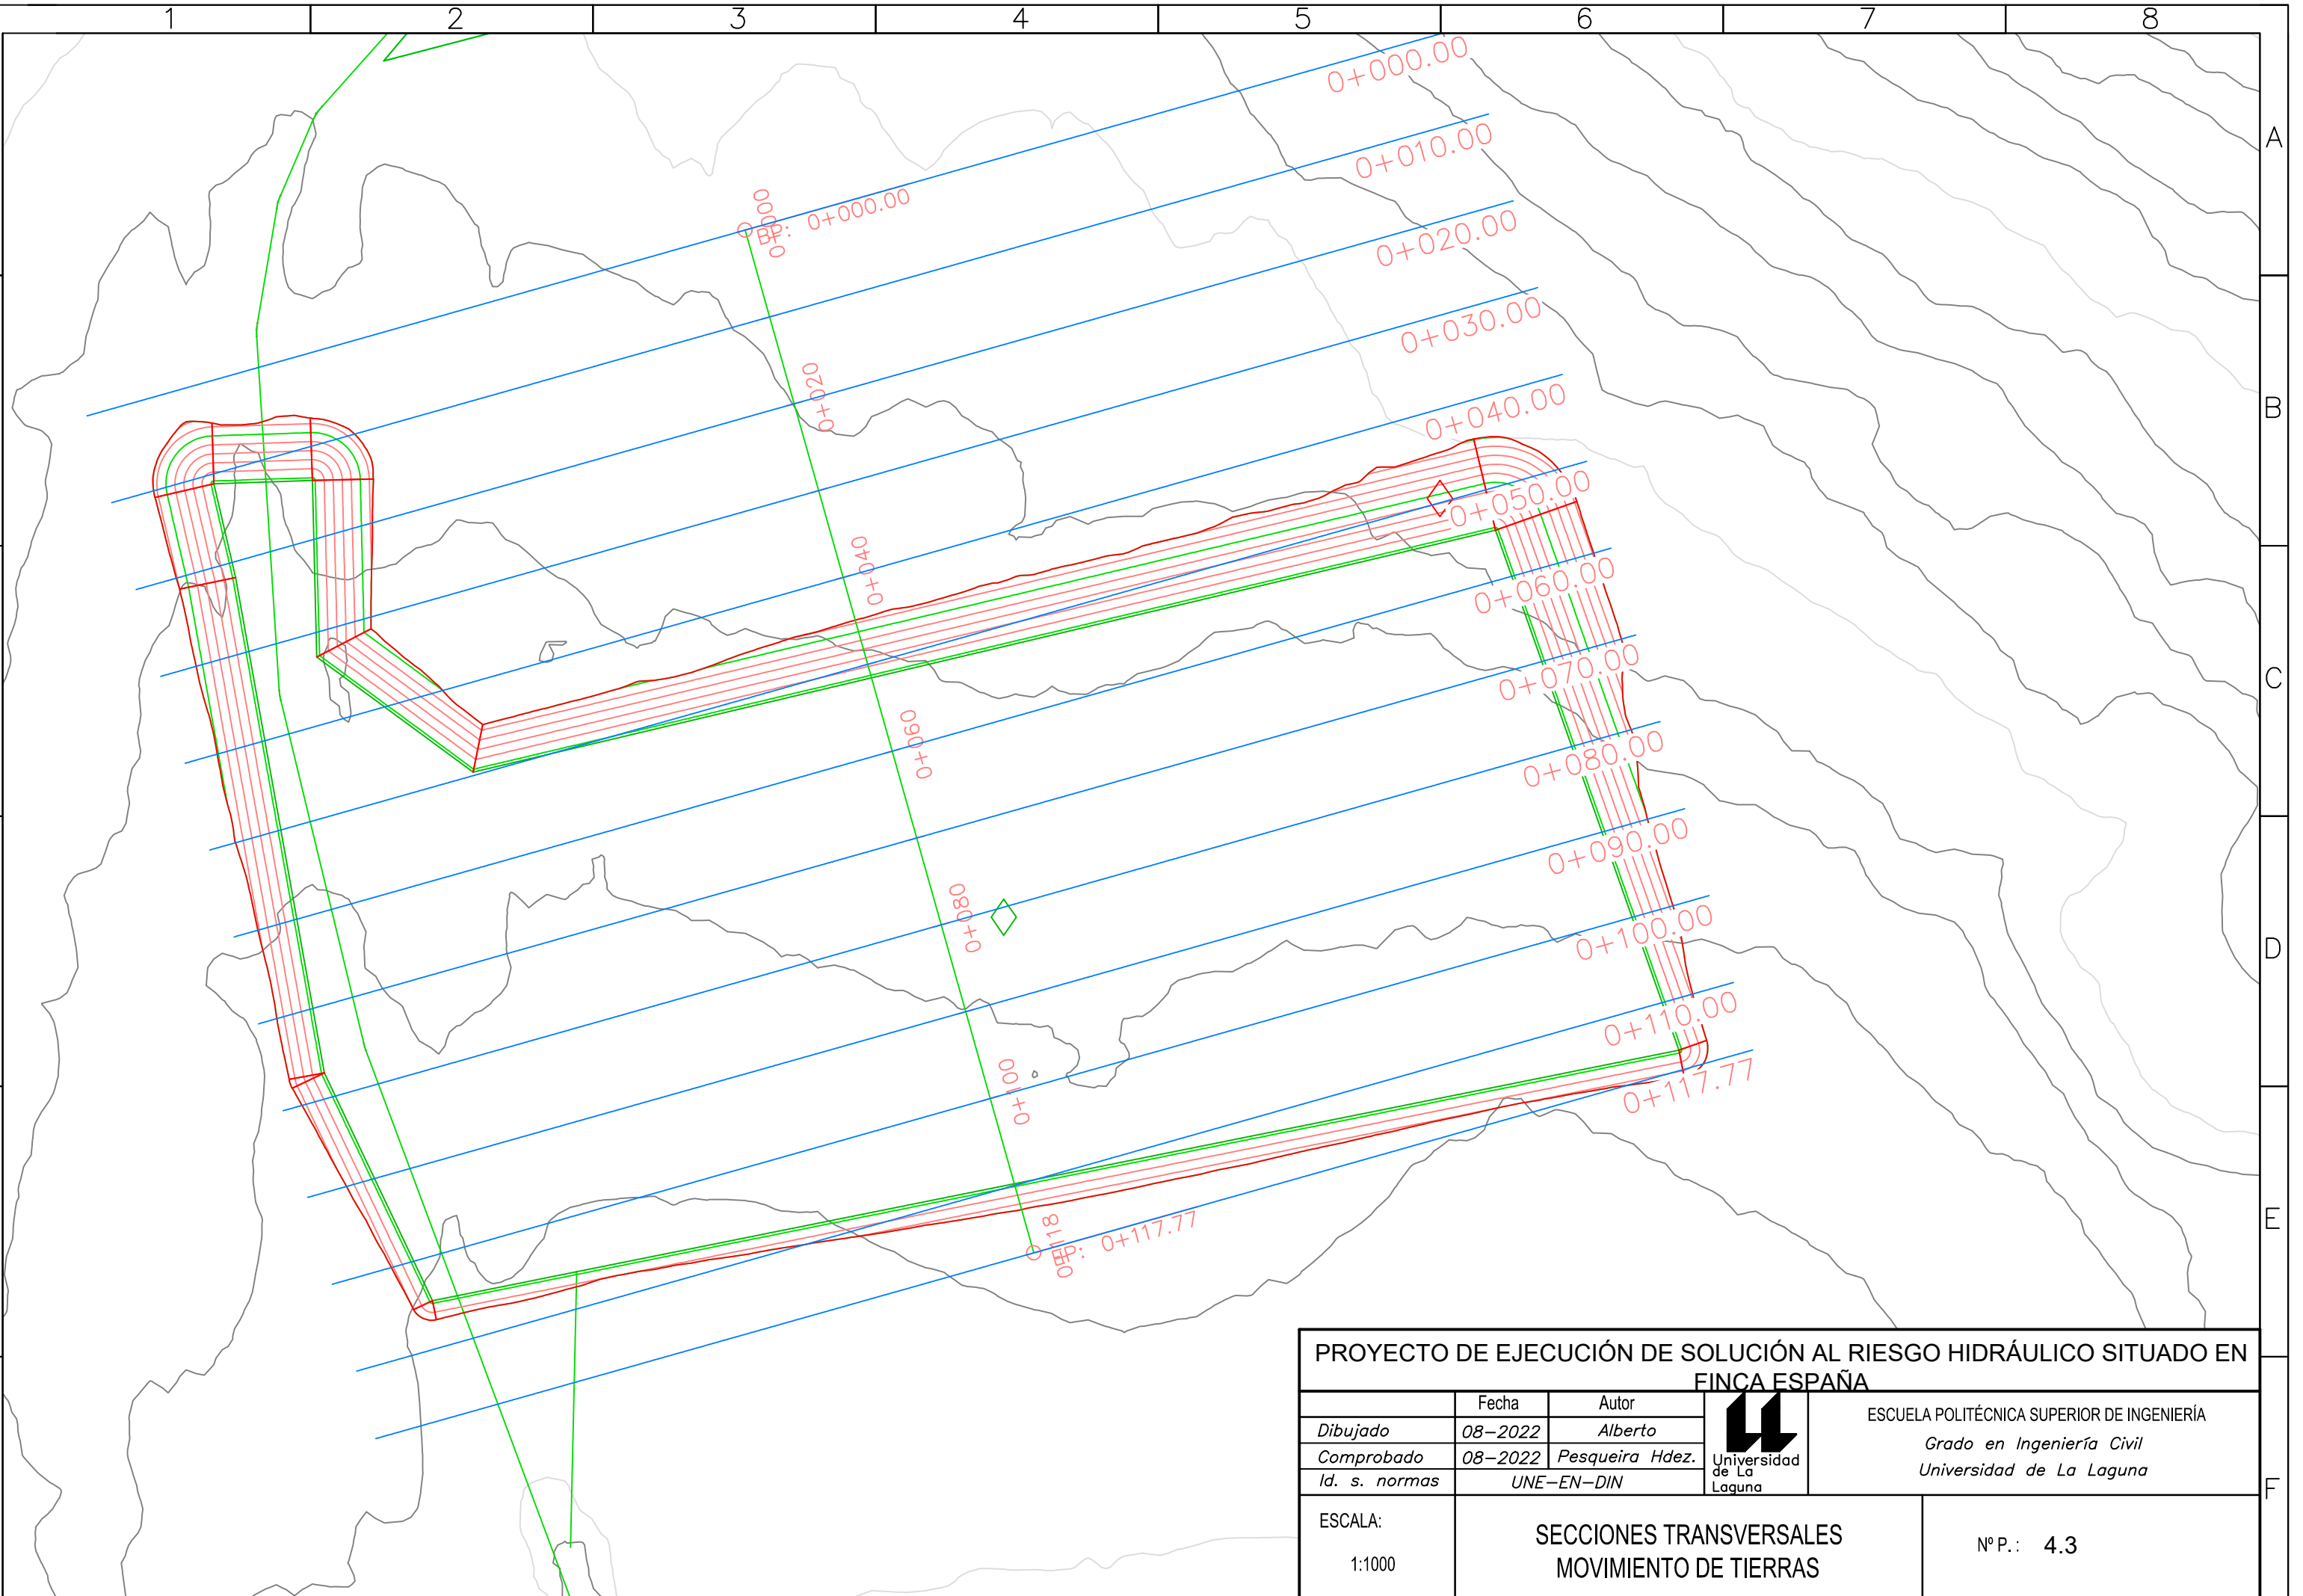 1 2 3 4 5 6 7 8
A
B
C
D
E
F
0+000.00
0+010.00
0+020.00
0+030.00
0+040.00
0+050.00
0+060.00
0+070.00
0+080.00
0+090.00
0+100.00
0+110.00
0+117.77
0+000
BP: 0+000.00
0+020
0+040
0+060
0+080
0+100
0+118
EP: 0+117.77
PROYECTO DE EJECUCIÓN DE SOLUCIÓN AL RIESGO HIDRÁULICO SITUADO EN
FINCA ESPAÑA
Fecha Autor
Dibujado 08-2022 Alberto
Comprobado 08-2022 Pesqueira Hdez.
Id. s. normas UNE-EN-DIN
Universidad
de La
Laguna
ESCUELA POLITÉCNICA SUPERIOR DE INGENIERÍA
Grado en Ingeniería Civil
Universidad de La Laguna
ESCALA:
1:1000
SECCIONES TRANSVERSALES
MOVIMIENTO DE TIERRAS
Nº P.: 4.3